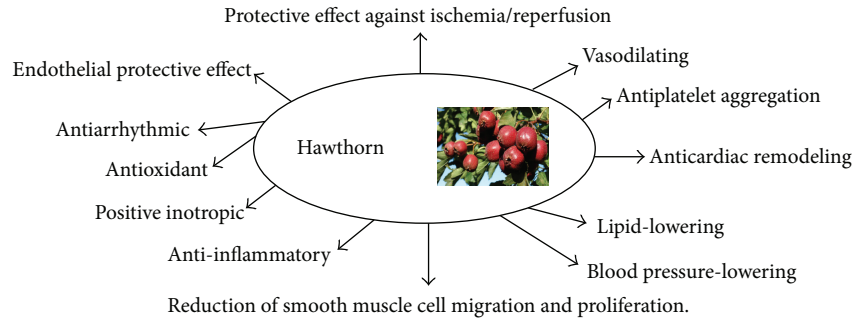 Protective effect against ischemia/reperfusion
Vasodilating
Endothelial protective effect
Antiplatelet aggregation
Antiarrhythmic
Hawthorn
Anticardiac remodeling
Antioxidant
Positive inotropic
Lipid-lowering
Anti-inflammatory
Blood pressure-lowering
Reduction of smooth muscle cell migration and proliferation.